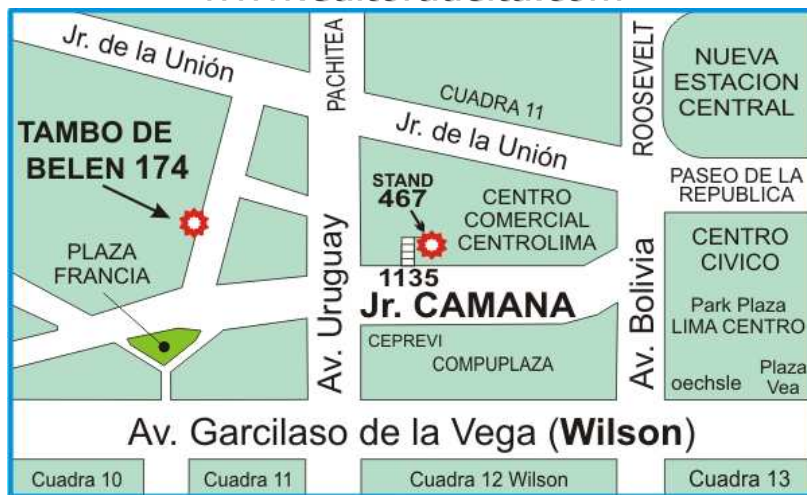 Jr. de la Unión
PACHITEA
CUADRA 11
Jr. de la Unión
ROOSEVELT
NUEVA
ESTACION
CENTRAL
TAMBO DE
BELEN 174
STAND
467
CENTRO
COMERCIAL
CENTROLIMA
PASEO DE LA
REPUBLICA
PLAZA
FRANCIA
1135
Jr. CAMANA
Av. Uruguay
Av. Bolivia
CENTRO
CIVICO
Park Plaza
LIMA CENTRO
CEPREVI
COMPUPLAZA
oechsle
Plaza
Vea
Av. Garcilaso de la Vega (Wilson)
Cuadra 10
Cuadra 11
Cuadra 12 Wilson
Cuadra 13